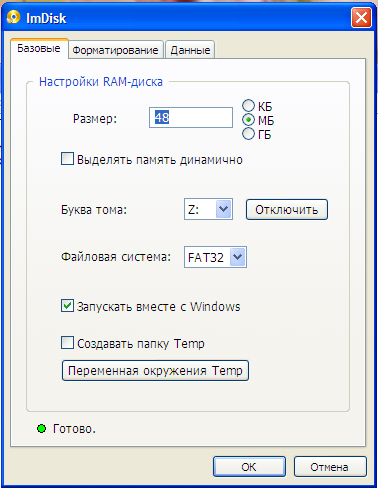 ImDisk
Базовые Форматирование Данные
Настройки RAM-диска
Размер: 48
КБ
МБ
ГБ
Выделять память динамично
Буква тома: Z: Отключить
Файловая система: FAT32
Запускать вместе с Windows
Создавать папку Temp
Переменная окружения Temp
Готово.
OK Отмена